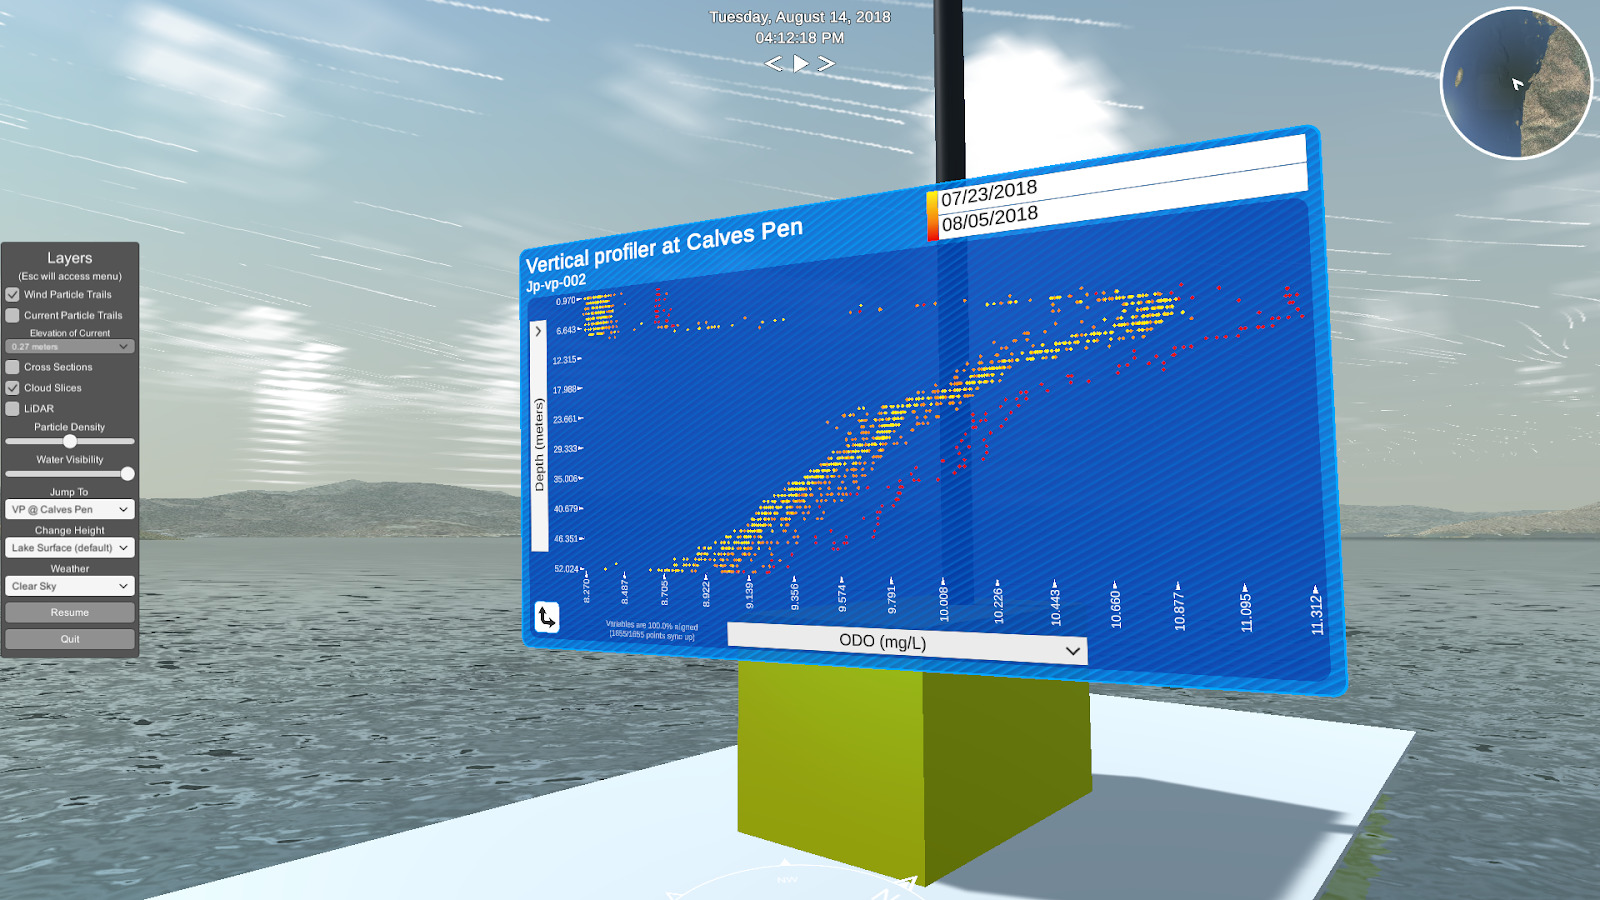 Tuesday, August 14, 2018
04:12:18 PM
Layers
(Esc will access menu)
Wind Particle Trails
Current Particle Trails
Elevation of Current
0.27 meters
Cross Sections
Cloud Slices
LiDAR
Particle Density
Water Visibility
Jump To
VP @ Calves Pen
Change Height
Lake Surface (default)
Weather
Clear Sky
Resume
Quit
07/23/2018
08/05/2018
Vertical profiler at Calves Pen
Jp-vp-002
Depth (meters)
0.970
6.643
12.315
17.988
23.661
29.333
35.006
40.679
46.351
52.024
8.270
8.487
8.705
8.922
9.139
9.356
9.574
9.791
10.008
10.226
10.443
10.660
10.877
11.095
11.312
Variables are 100.0% aligned
(1655/1655 points sync up)
ODO (mg/L)
NW